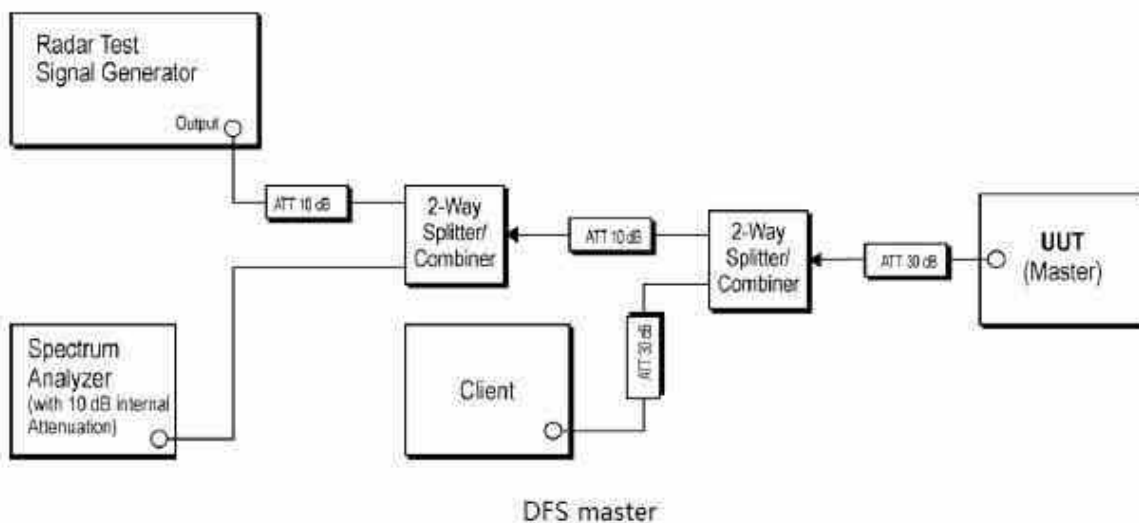 Radar Test
Signal Generator
Output
ATT 10 dB
2-Way
Splitter/
Combiner
ATT 10 dB
2-Way
Splitter/
Combiner
ATT 30 dB
UUT
(Master)
Spectrum
Analyzer
(with 10 dB internal
Attenuation)
Client
ATT 30 dB
DFS master